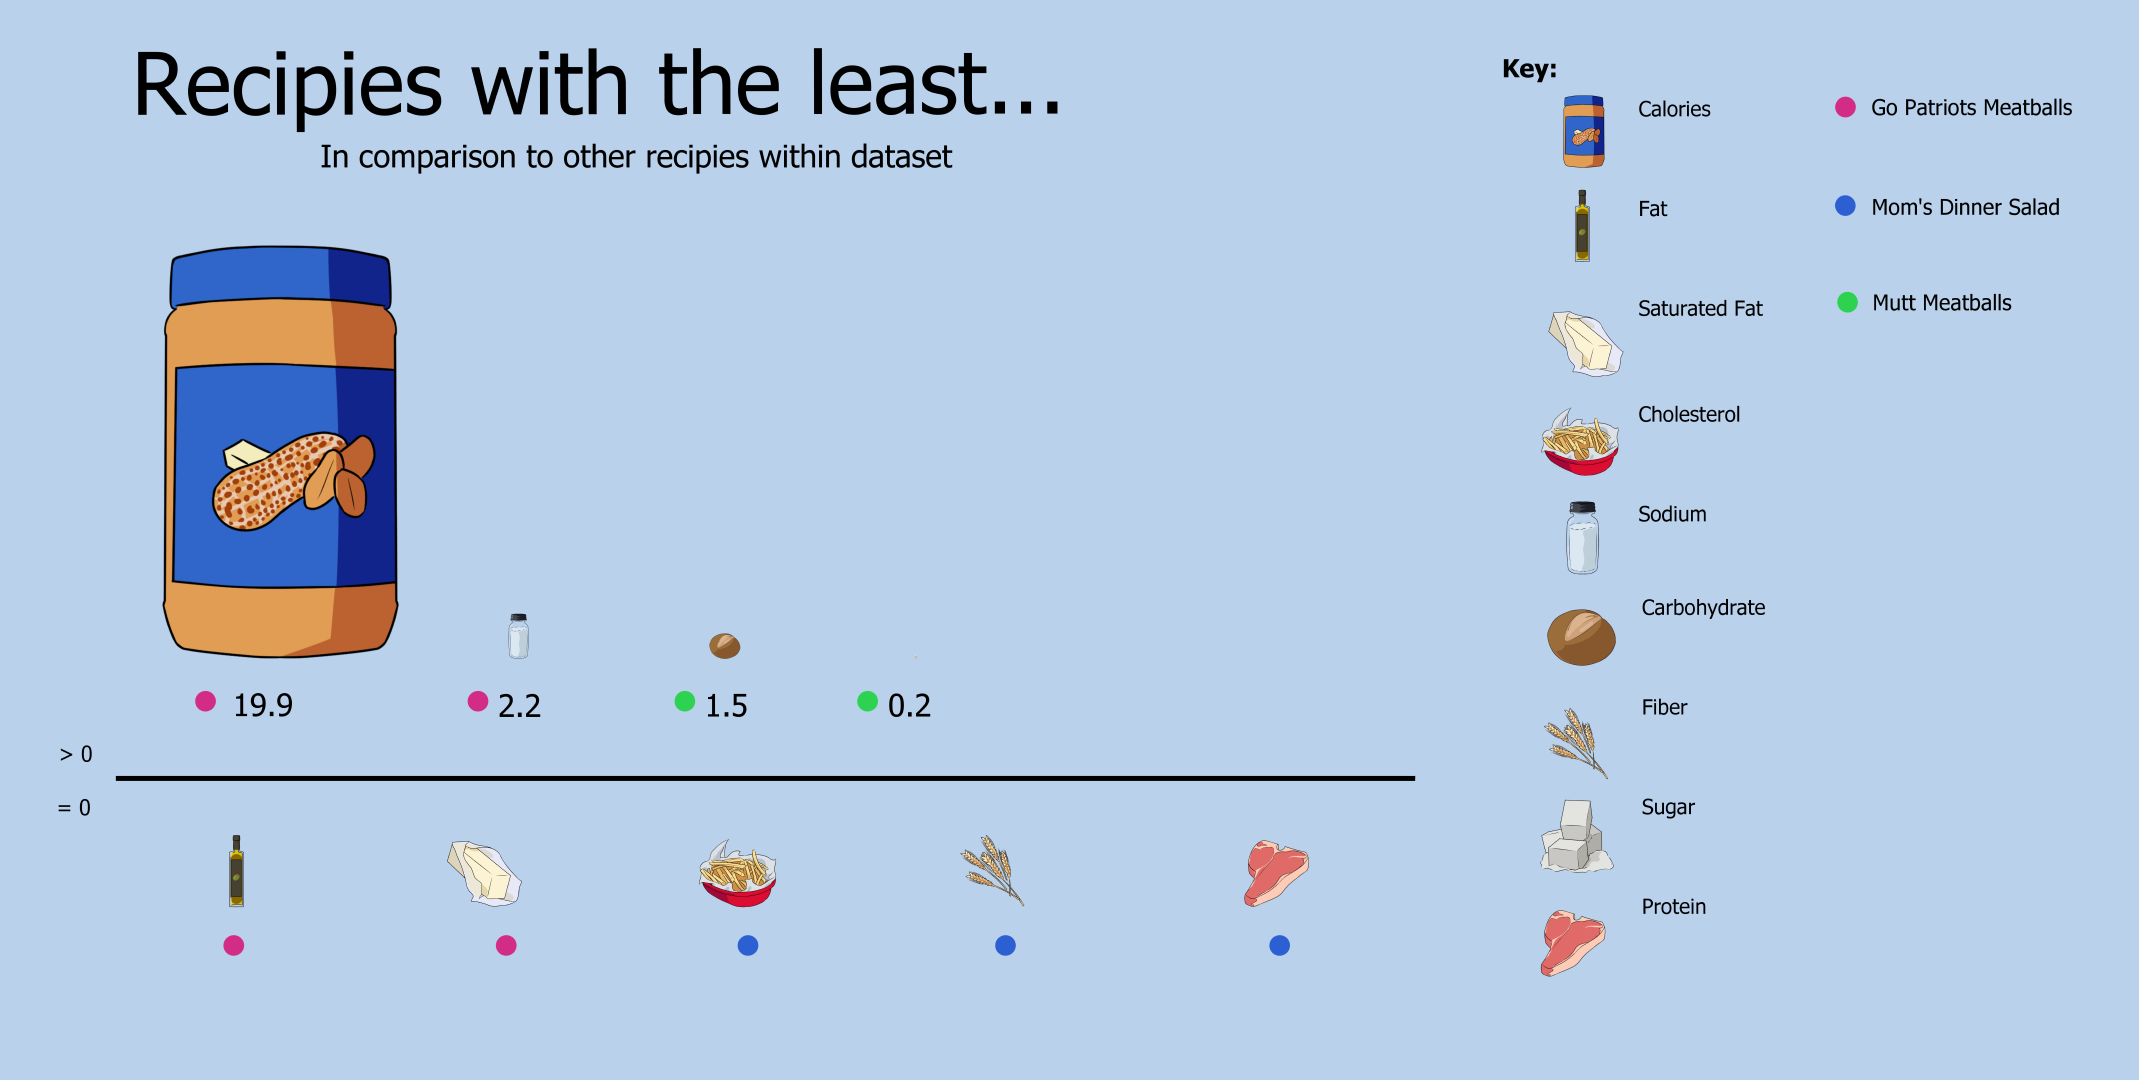 Recipies with the least...
In comparison to other recipies within dataset
19.9
2.2
1.5
0.2
> 0
= 0
Key:
Calories
Fat
Saturated Fat
Cholesterol
Sodium
Carbohydrate
Fiber
Sugar
Protein
Go Patriots Meatballs
Mom's Dinner Salad
Mutt Meatballs